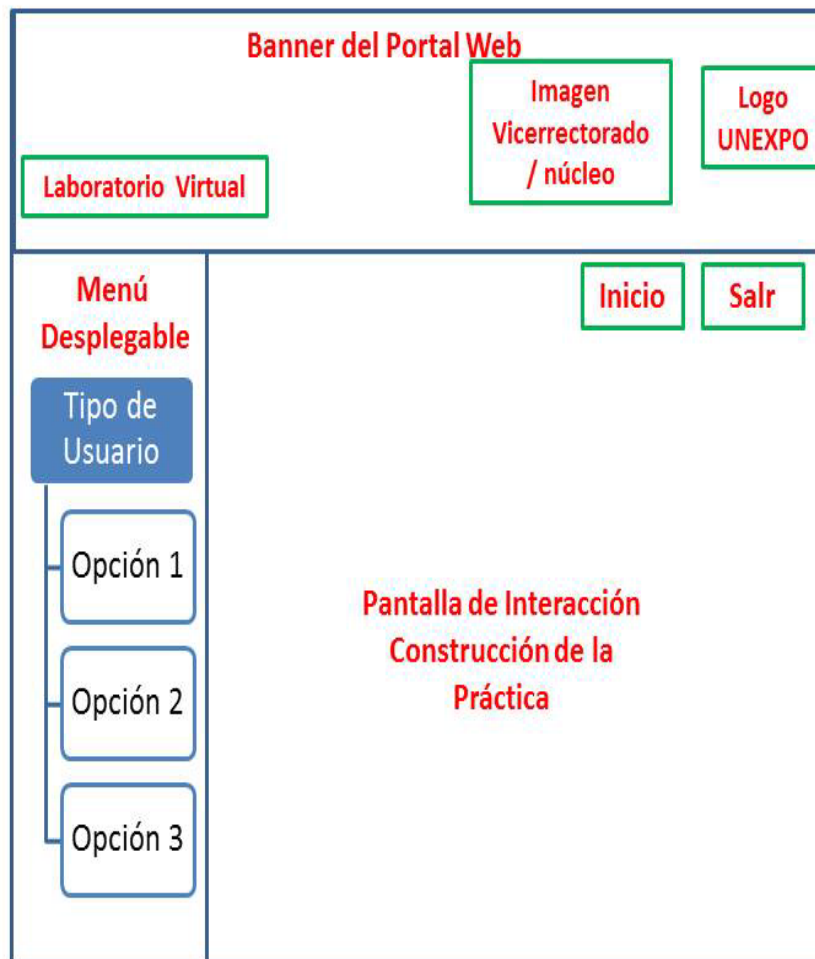 Banner del Portal Web
Imagen
Vicerrectorado
/ núcleo
Logo
UNEXPO
Laboratorio Virtual
Menú
Desplegable
Inicio
Salr
Tipo de
Usuario
Opción 1
Opción 2
Opción 3
Pantalla de Interacción
Construcción de la
Práctica